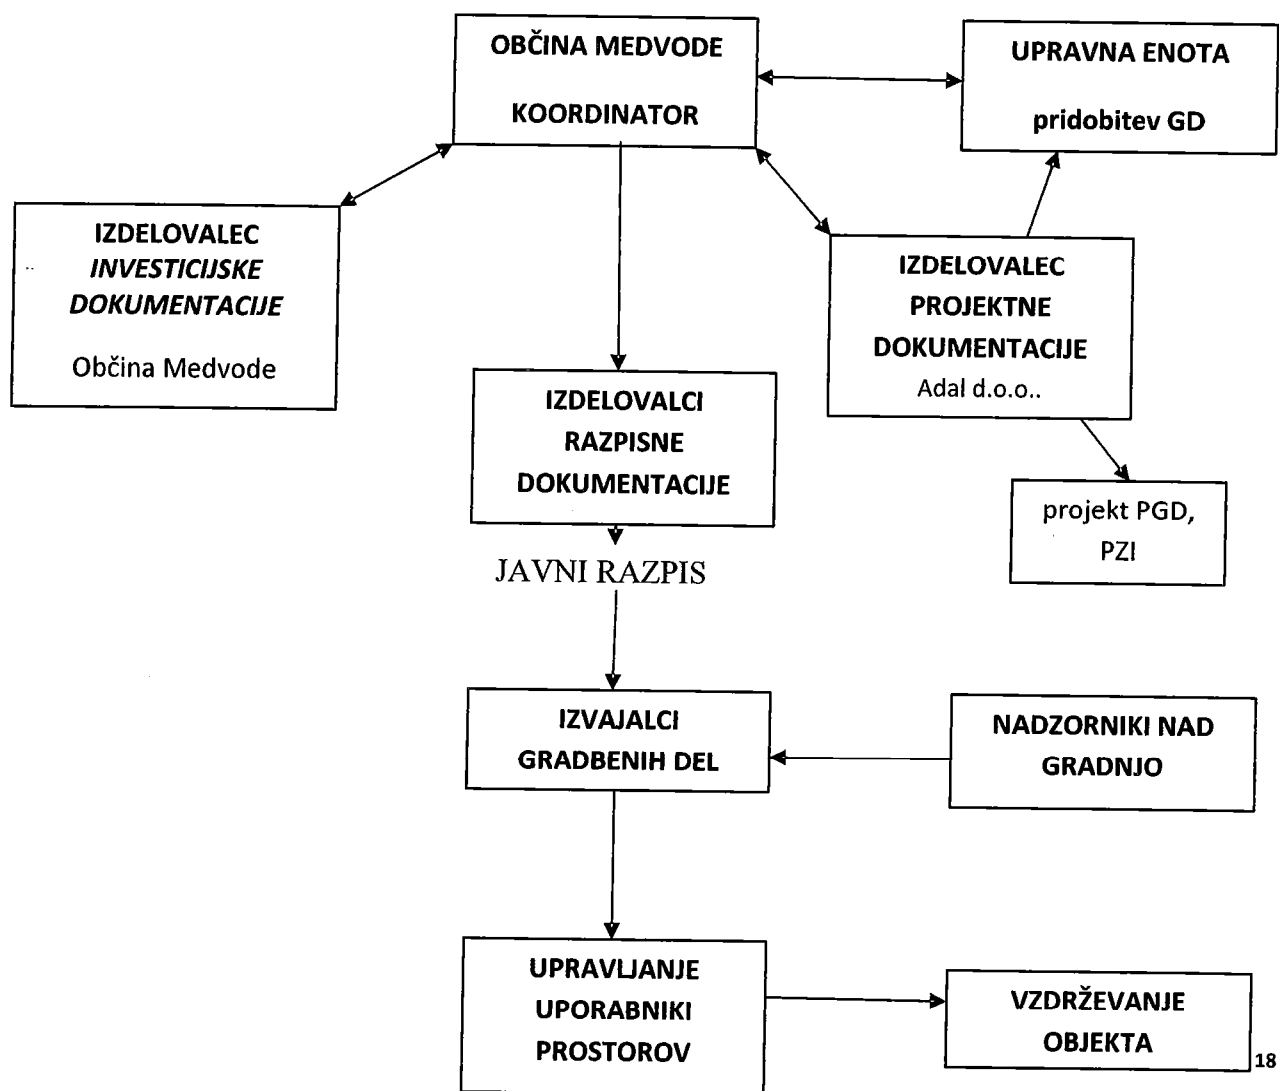 OBČINA MEDVODE
KOORDINATOR
UPRAVNA ENOTA
pridobitev GD
IZDELOVALEC
INVESTICIJSKE
DOKUMENTACIJE
Občina Medvode
IZDELOVALEC
PROJEKTNE
DOKUMENTACIJE
Adal d.o.o..
IZDELOVALCI
RAZPISNE
DOKUMENTACIJE
projekt PGD,
PZI
JAVNI RAZPIS
IZVAJALCI
GRADBENIH DEL
NADZORNIKI NAD
GRADNJO
UPRAVLJANJE
UPORABNIKI
PROSTOROV
VZDRŽEVANJE
OBJEKTA
18